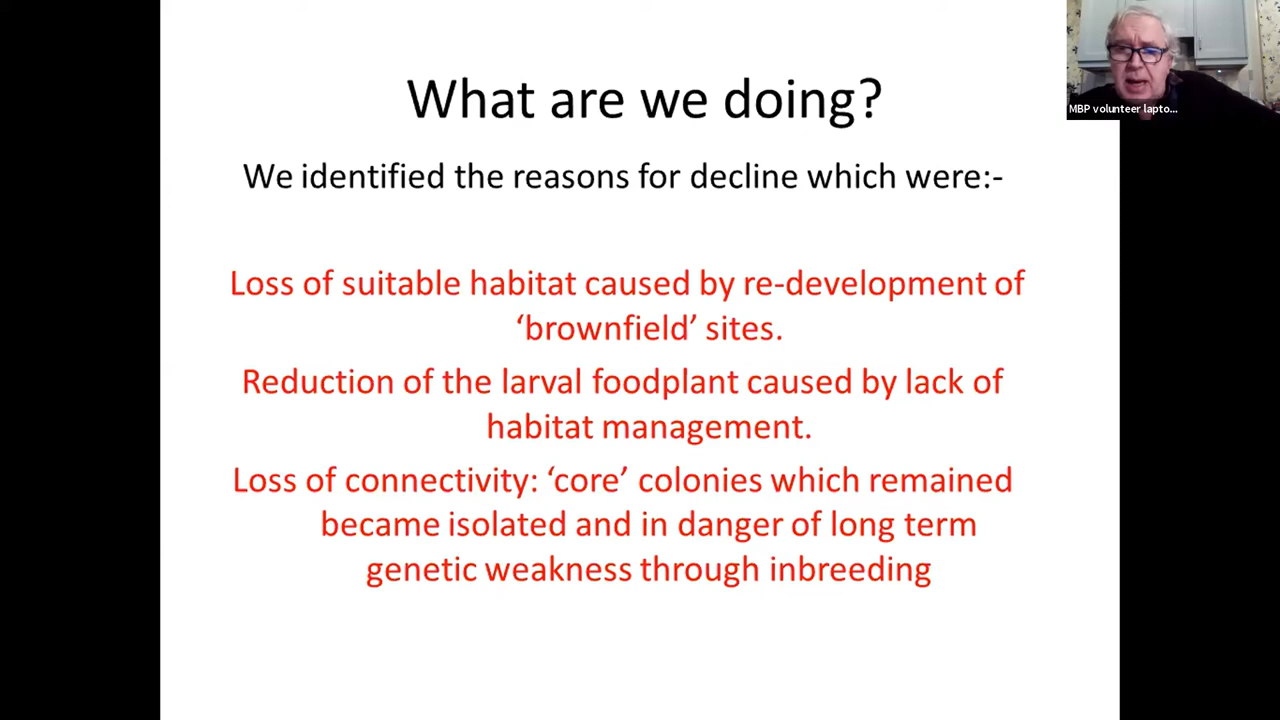 What are we doing?
MBP volunteer lapto...
We identified the reasons for decline which were:-
Loss of suitable habitat caused by re-development of
‘brownfield’ sites.
Reduction of the larval foodplant caused by lack of
habitat management.
Loss of connectivity: ‘core’ colonies which remained
became isolated and in danger of long term
genetic weakness through inbreeding